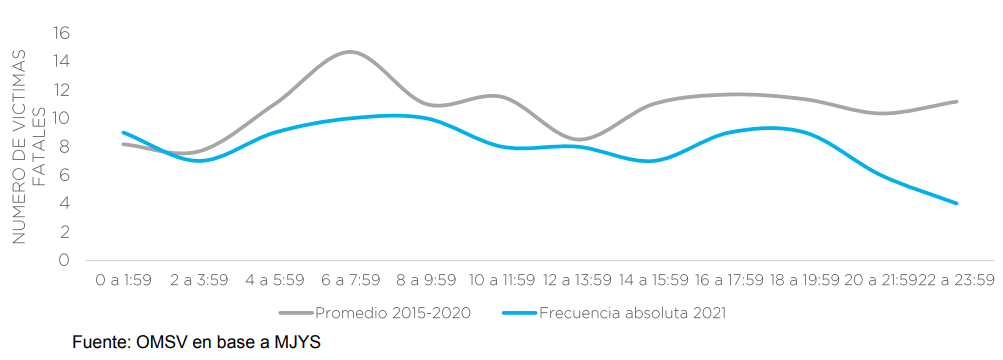 NUMERO DE VICTIMAS
FATALES
16
14
12
10
8
6
4
2
0
0 a 1:59 2 a 3:59 4 a 5:59 6 a 7:59 8 a 9:59 10 a 11:59 12 a 13:59 14 a 15:59 16 a 17:59 18 a 19:59 20 a 21:59 22 a 23:59
Promedio 2015-2020 Frecuencia absoluta 2021
Fuente: OMSV en base a MJYS